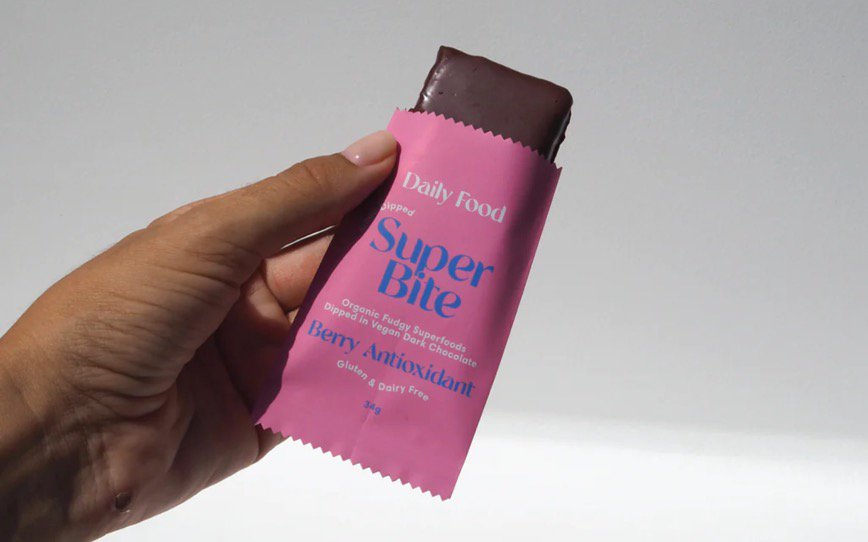 Daily Food
Dipped
Super
Bite
Organic Fudgy Superfoods
Dipped in Vegan Dark Chocolate
Berry Antioxidant
Gluten & Dairy Free
34g